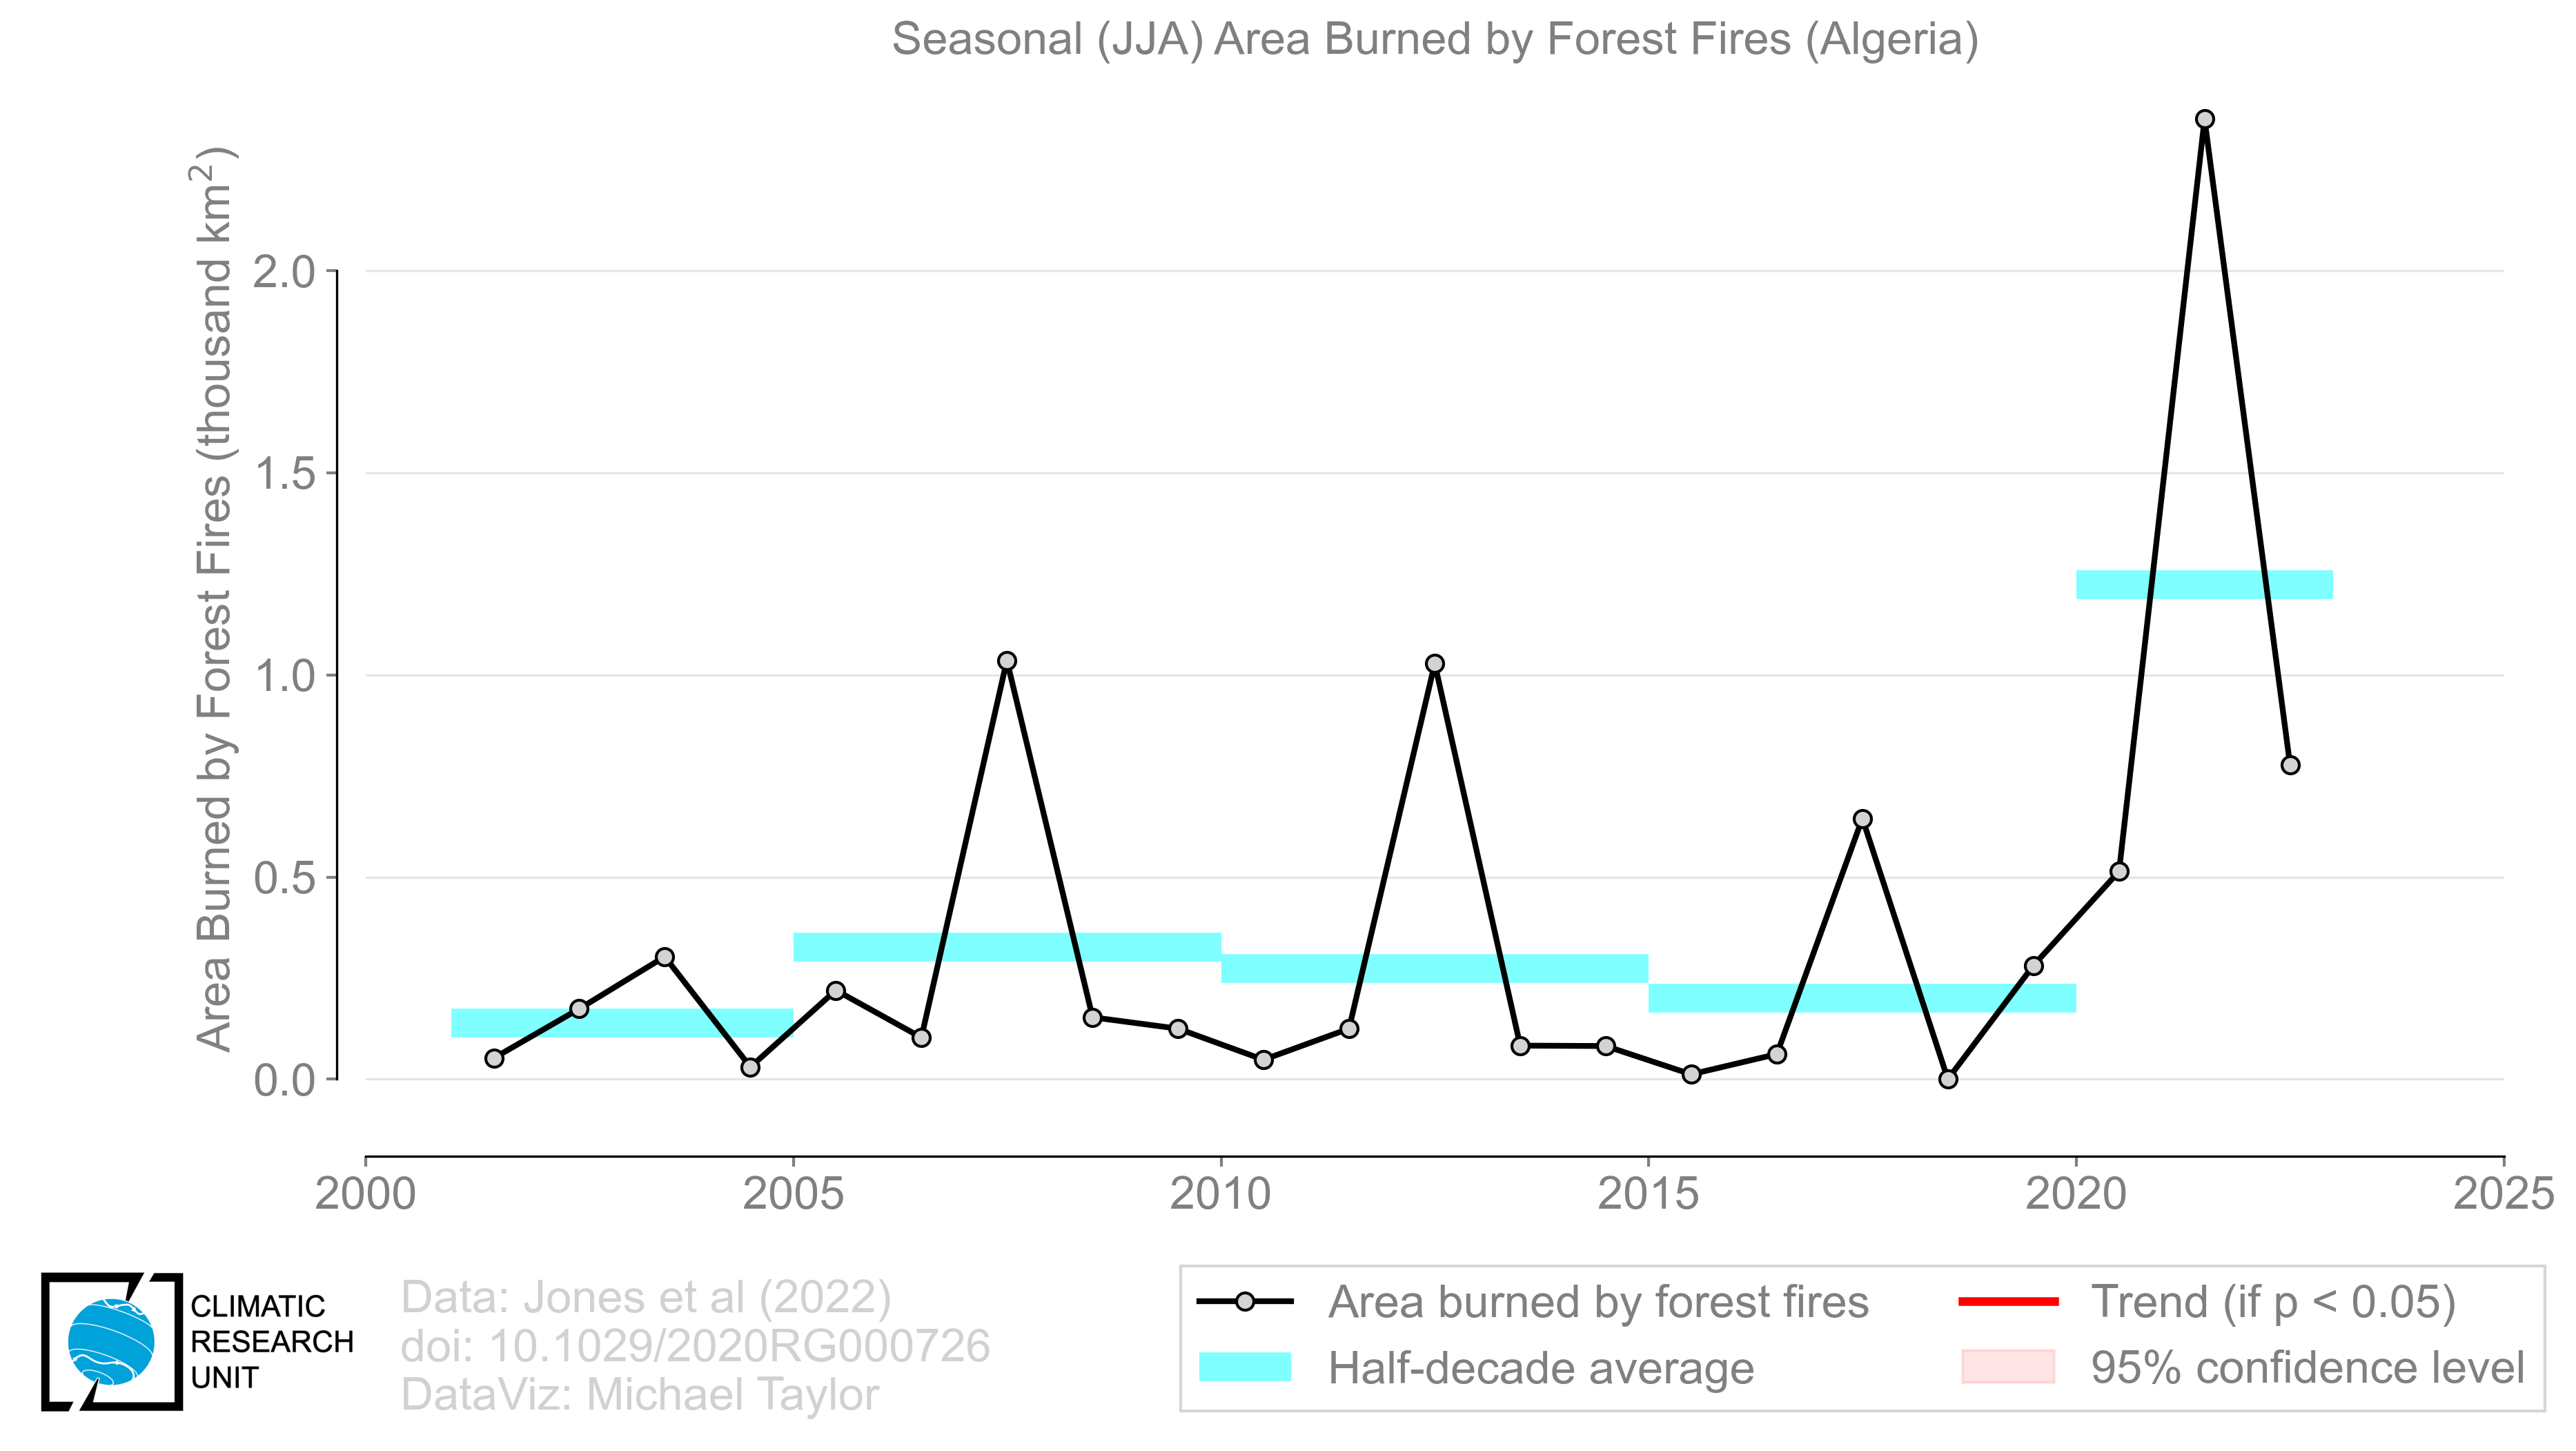 Seasonal (JJA) Area Burned by Forest Fires (Algeria)
Area Burned by Forest Fires (thousand km²)
2.0
1.5
1.0
0.5
0.0
2000 2005 2010 2015 2020 2025
CLIMATIC
RESEARCH
UNIT
Data: Jones et al (2022)
doi: 10.1029/2020RG000726
DataViz: Michael Taylor
Area burned by forest fires
Half-decade average
Trend (if p < 0.05)
95% confidence level